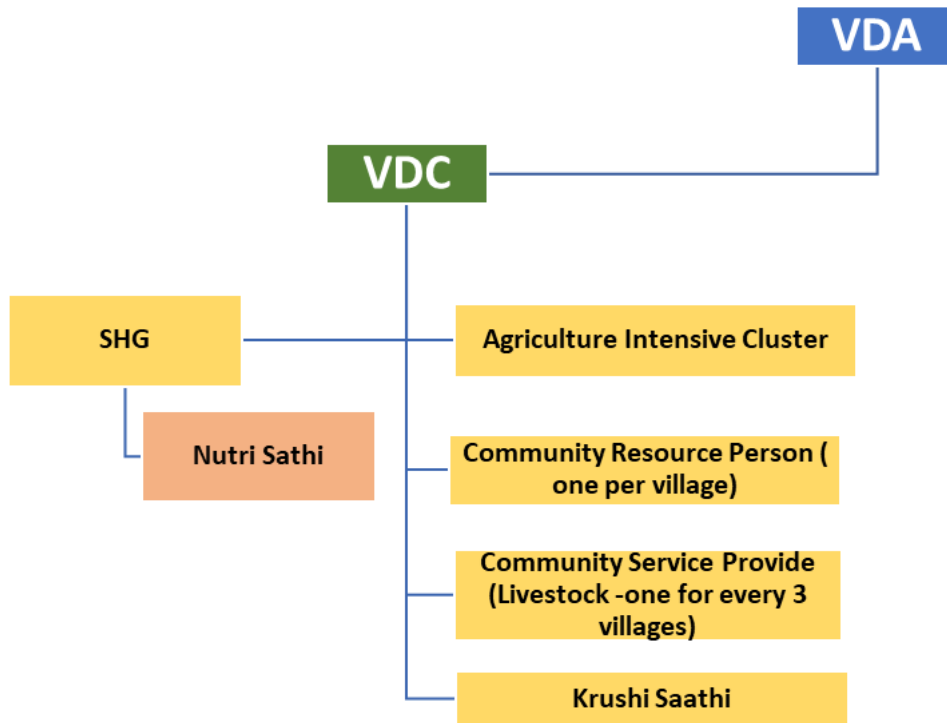 VDA
VDC
SHG
Agriculture Intensive Cluster
Nutri Sathi
Community Resource Person (
one per village)
Community Service Provide
(Livestock -one for every 3
villages)
Krushi Saathi